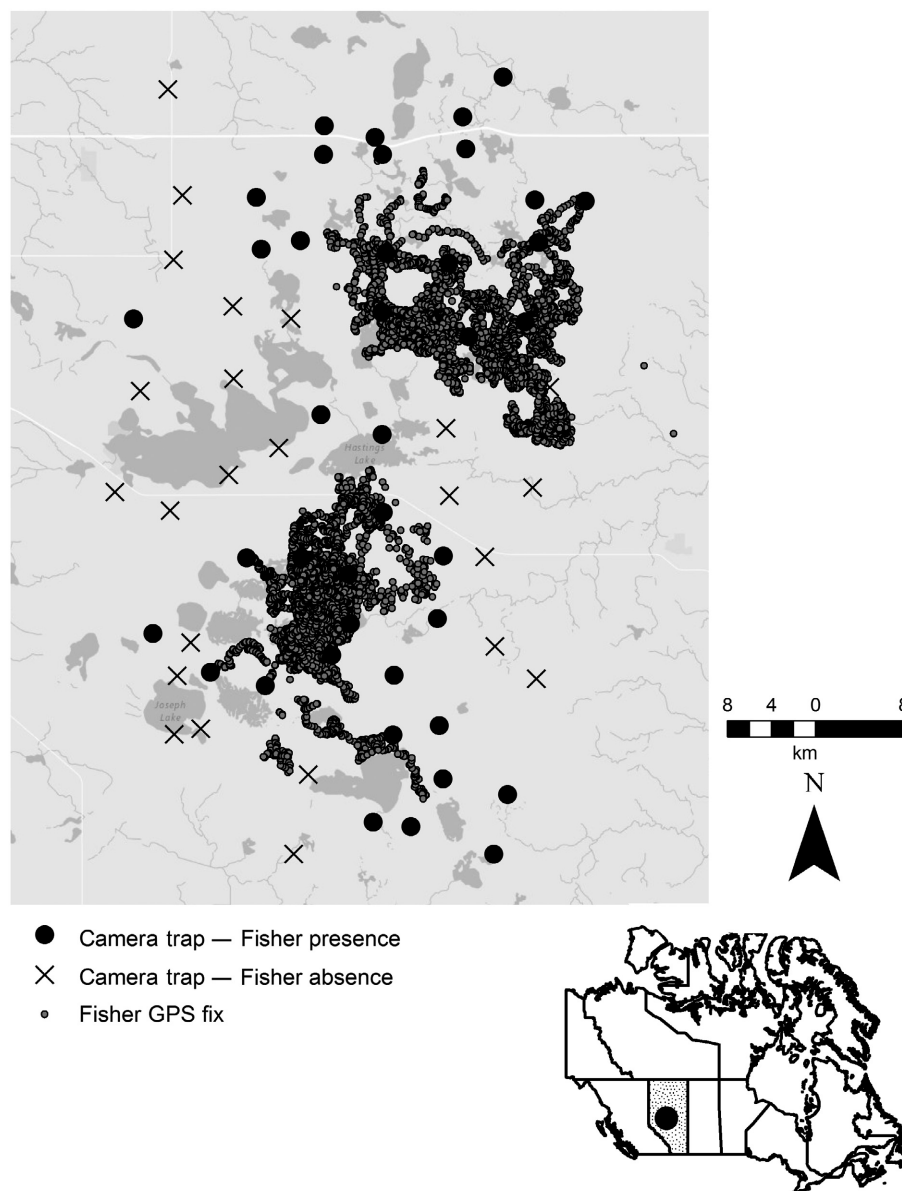 Hastings
Lake
Joseph
Lake
8 4 0 8
km
N
Camera trap — Fisher presence
Camera trap — Fisher absence
Fisher GPS fix